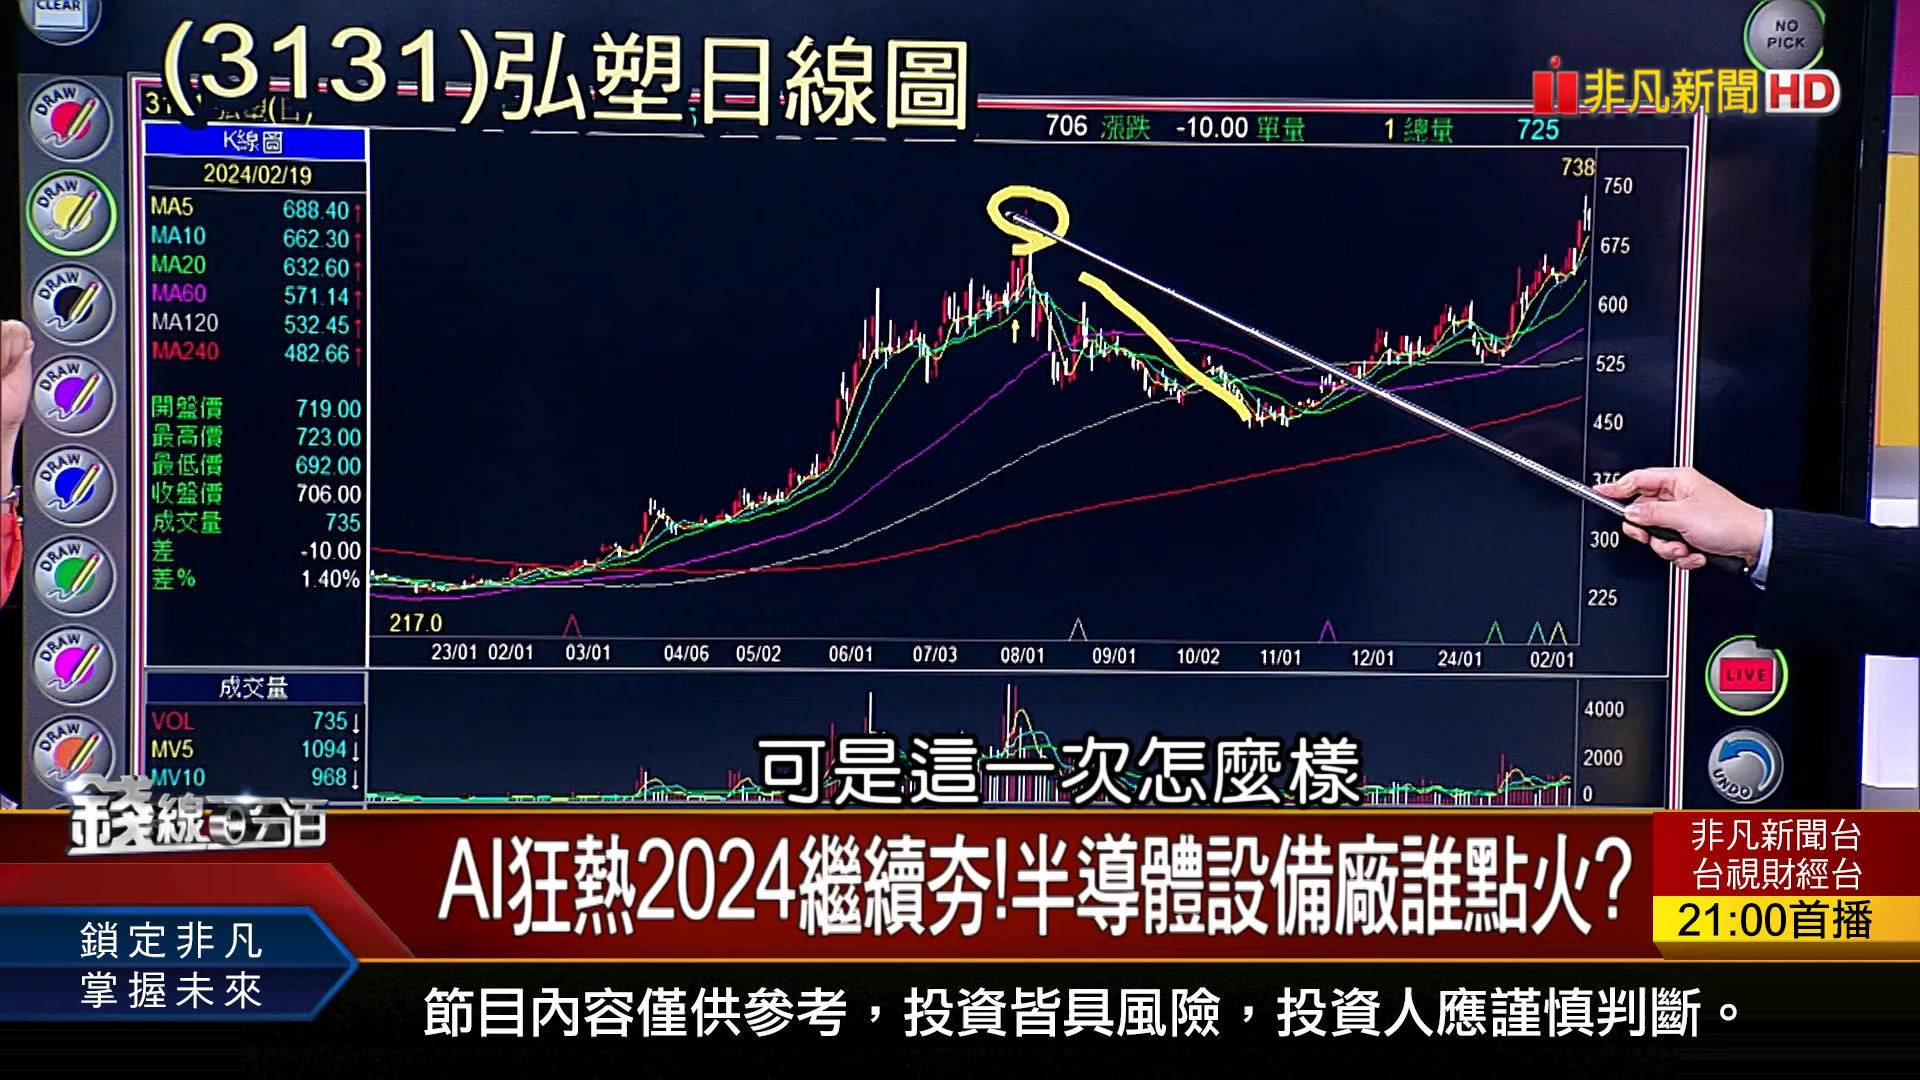 CLEAR
(3131)弘塑日線圖
NO
PICK
非凡新聞HD
706 漲跌 -10.00 單量 1 總量 725
K線圖
2024/02/19
MA5 688.40↑
MA10 662.30↑
MA20 632.60↑
MA60 571.14↑
MA120 532.45↑
MA240 482.66↑
開盤價 719.00
最高價 723.00
最低價 692.00
收盤價 706.00
成交量 735
差 -10.00
差% 1.40%
738
750
675
600
525
450
300
225
217.0
23/01 02/01 03/01 04/06 05/02 06/01 07/03 08/01 09/01 10/02 11/01 12/01 24/01 02/01
成交量
VOL 735↓
MV5 1094↓
MV10 968↓
4000
2000
0
DRAW
DRAW
DRAW
DRAW
DRAW
DRAW
DRAW
DRAW
LIVE
UNDO
可是這一次怎麼樣
錢線百分百
AI狂熱2024繼續夯!半導體設備廠誰點火?
非凡新聞台
台視財經台
21:00首播
鎖定非凡
掌握未來
節目內容僅供參考，投資皆具風險，投資人應謹慎判斷。